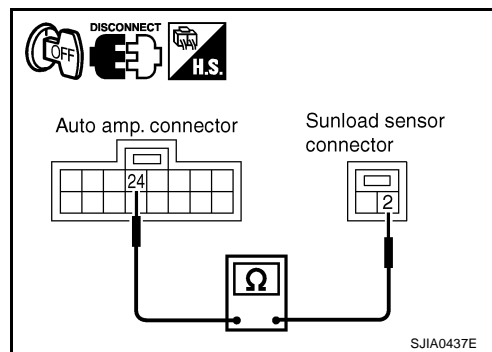 DISCONNECT
OFF
H.S.
Auto amp. connector
Sunload sensor
connector
24
2
Ω
SJIA0437E